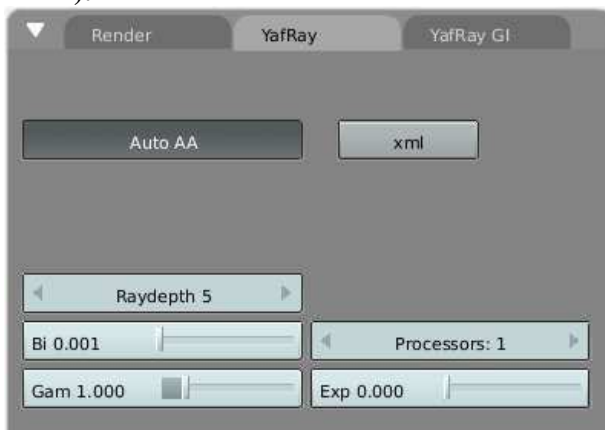 Render YafRay YafRay GI
Auto AA xml
Raydepth 5
Bi 0.001 Processors: 1
Gam 1.000 Exp 0.000